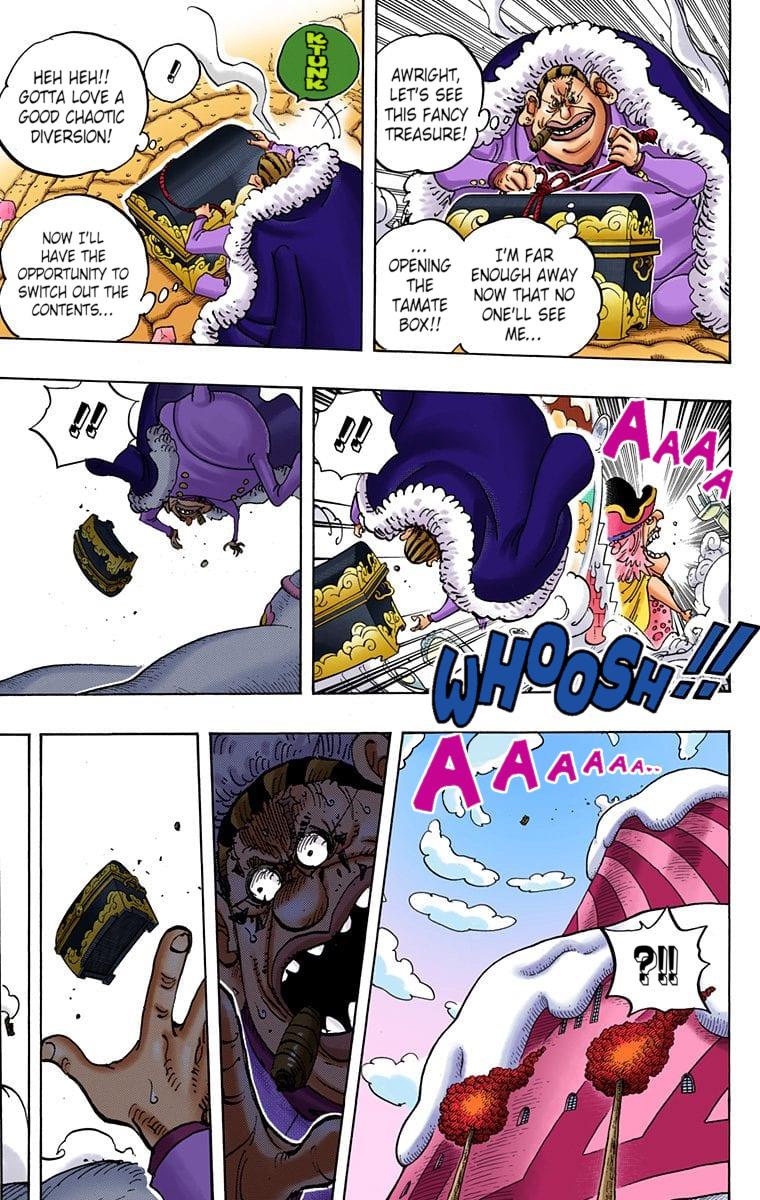 AWRIGHT,
LET'S SEE
THIS FANCY
TREASURE!
I'M FAR
ENOUGH AWAY
NOW THAT NO
ONE'LL SEE
ME...
...
OPENING
THE
TAMATE
BOX!!
KTUNK
!!
HEH HEH!!
GOTTA LOVE A
GOOD CHAOTIC
DIVERSION!
NOW I'LL
HAVE THE
OPPORTUNITY TO
SWITCH OUT THE
CONTENTS...
AAAA
!!
WHOOSH!!
!!
AAAAAAA..
?!!